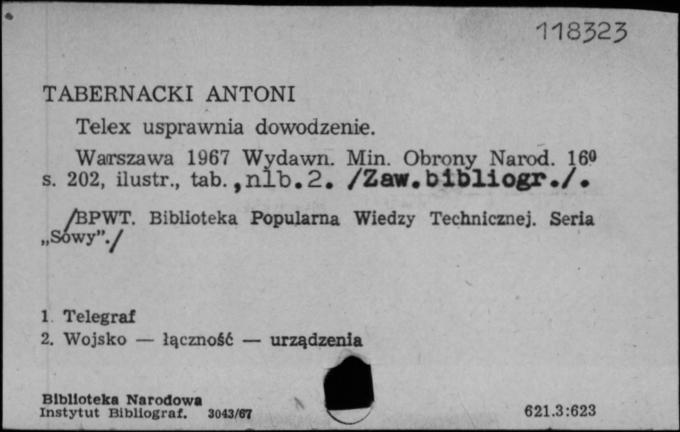 118323
TABERNACKI ANTONI
Telex usprawnia dowodzenie.
Warszawa 1967 Wydawn. Min. Obrony Narod. 16⁰
s. 202, ilustr., tab., nlb. 2. /Zaw. bibliogr./.
/BPWT. Biblioteka Popularna Wiedzy Technicznej. Seria
„Sowy”./
1. Telegraf
2. Wojsko — łączność — urządzenia
Biblioteka Narodowa
Instytut Bibliograf. 3043/67
621.3:623